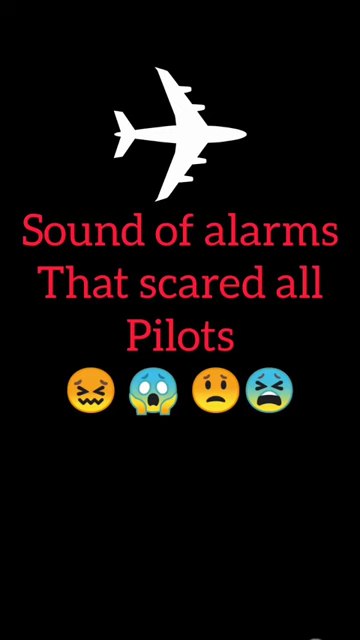 Sound of alarms
That scared all
Pilots
😖 😱 😟 😫